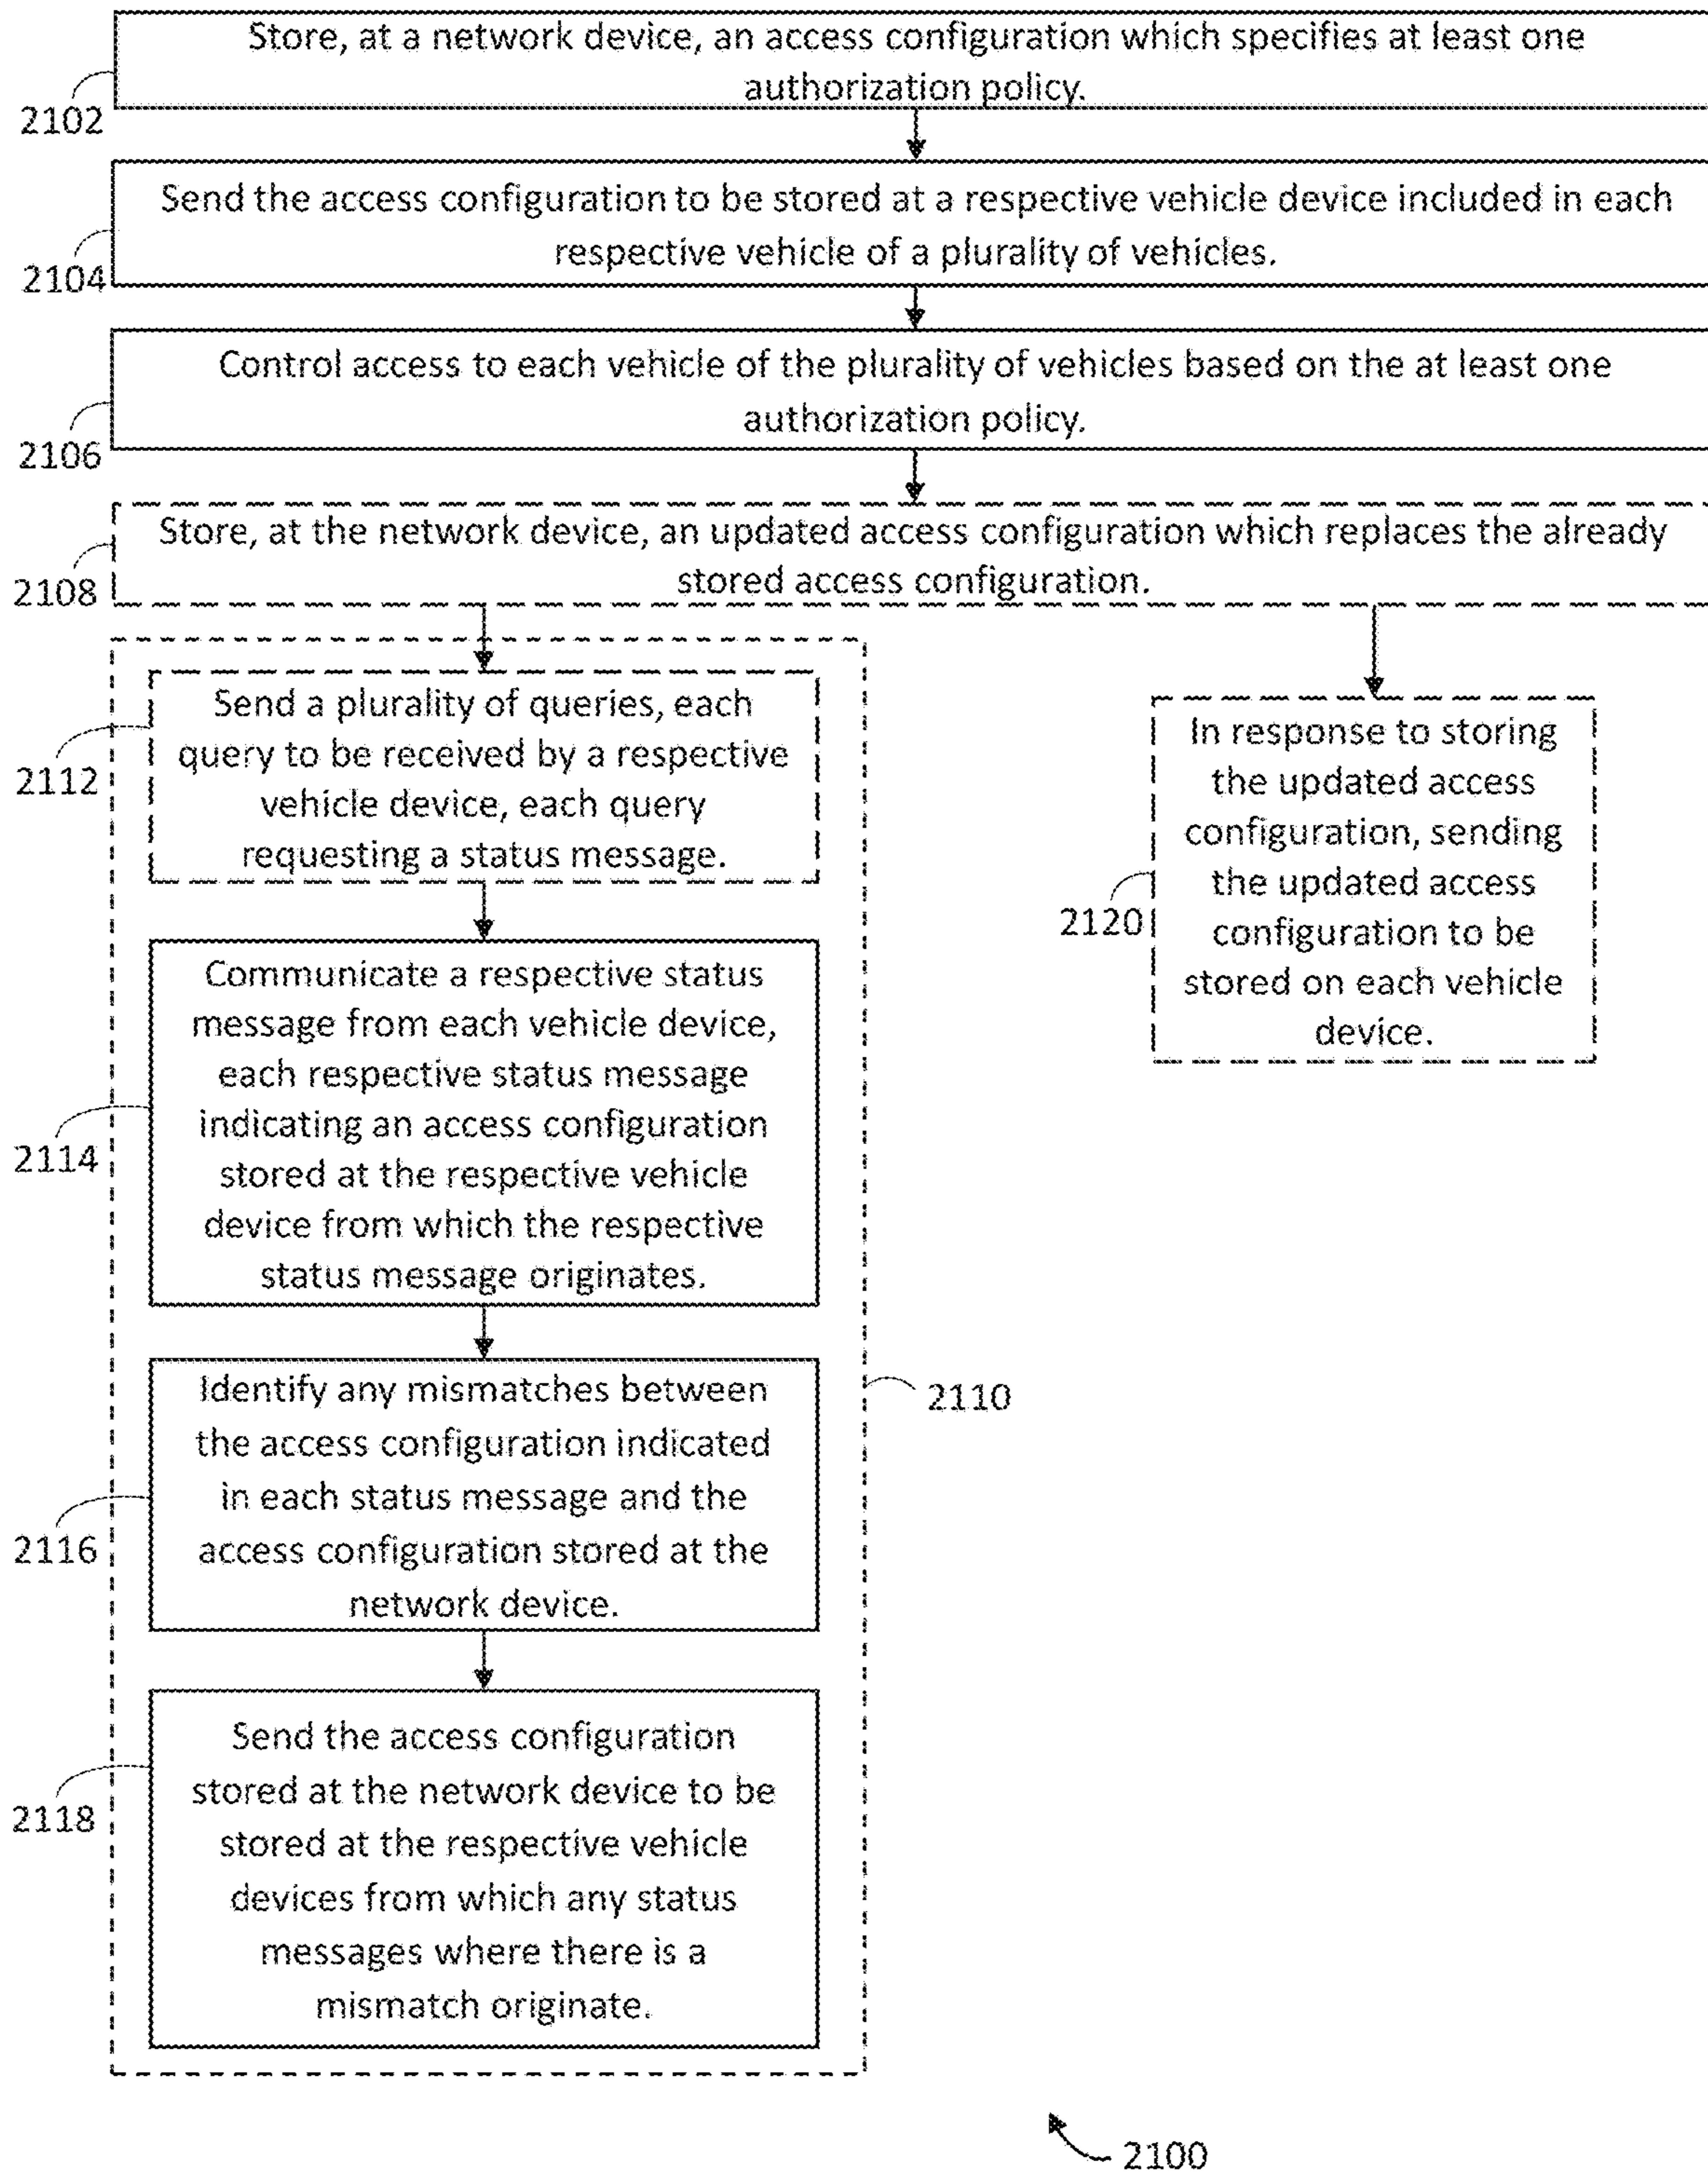 Store, at a network device, an access configuration which specifies at least one
authorization policy.
2102
Send the access configuration to be stored at a respective vehicle device included in each
respective vehicle of a plurality of vehicles.
2104
Control access to each vehicle of the plurality of vehicles based on the at least one
authorization policy.
2106
Store, at the network device, an updated access configuration which replaces the already
stored access configuration.
2108
Send a plurality of queries, each
query to be received by a respective
vehicle device, each query
requesting a status message.
2112
Communicate a respective status
message from each vehicle device,
each respective status message
indicating an access configuration
stored at the respective vehicle
device from which the respective
status message originates.
2114
Identify any mismatches between
the access configuration indicated
in each status message and the
access configuration stored at the
network device.
2116
2110
Send the access configuration
stored at the network device to be
stored at the respective vehicle
devices from which any status
messages where there is a
mismatch originate.
2118
In response to storing
the updated access
configuration, sending
the updated access
configuration to be
stored on each vehicle
device.
2120
2100